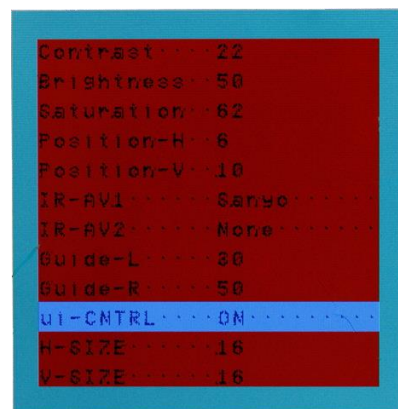 Contrast 22
Brightness 50
Saturation 62
Position-H 6
Position-V 10
IR-AV1 Sanyo
IR-AV2 None
Guide-L 30
Guide-R 50
ui-CNTRL ON
H-SIZE 16
V-SIZE 16